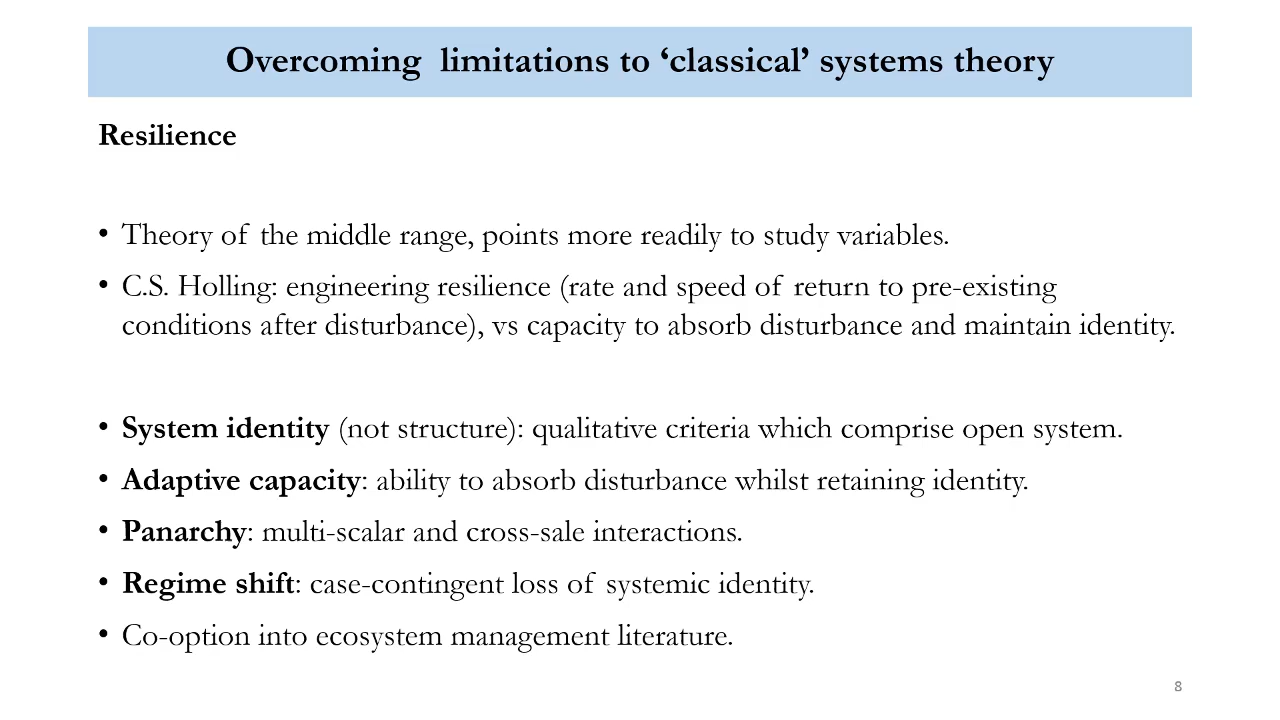 Overcoming  limitations to ‘classical’ systems theory
Resilience
• Theory of the middle range, points more readily to study variables.
• C.S. Holling: engineering resilience (rate and speed of return to pre-existing
conditions after disturbance), vs capacity to absorb disturbance and maintain identity.
• System identity (not structure): qualitative criteria which comprise open system.
• Adaptive capacity: ability to absorb disturbance whilst retaining identity.
• Panarchy: multi-scalar and cross-sale interactions.
• Regime shift: case-contingent loss of systemic identity.
• Co-option into ecosystem management literature.
8